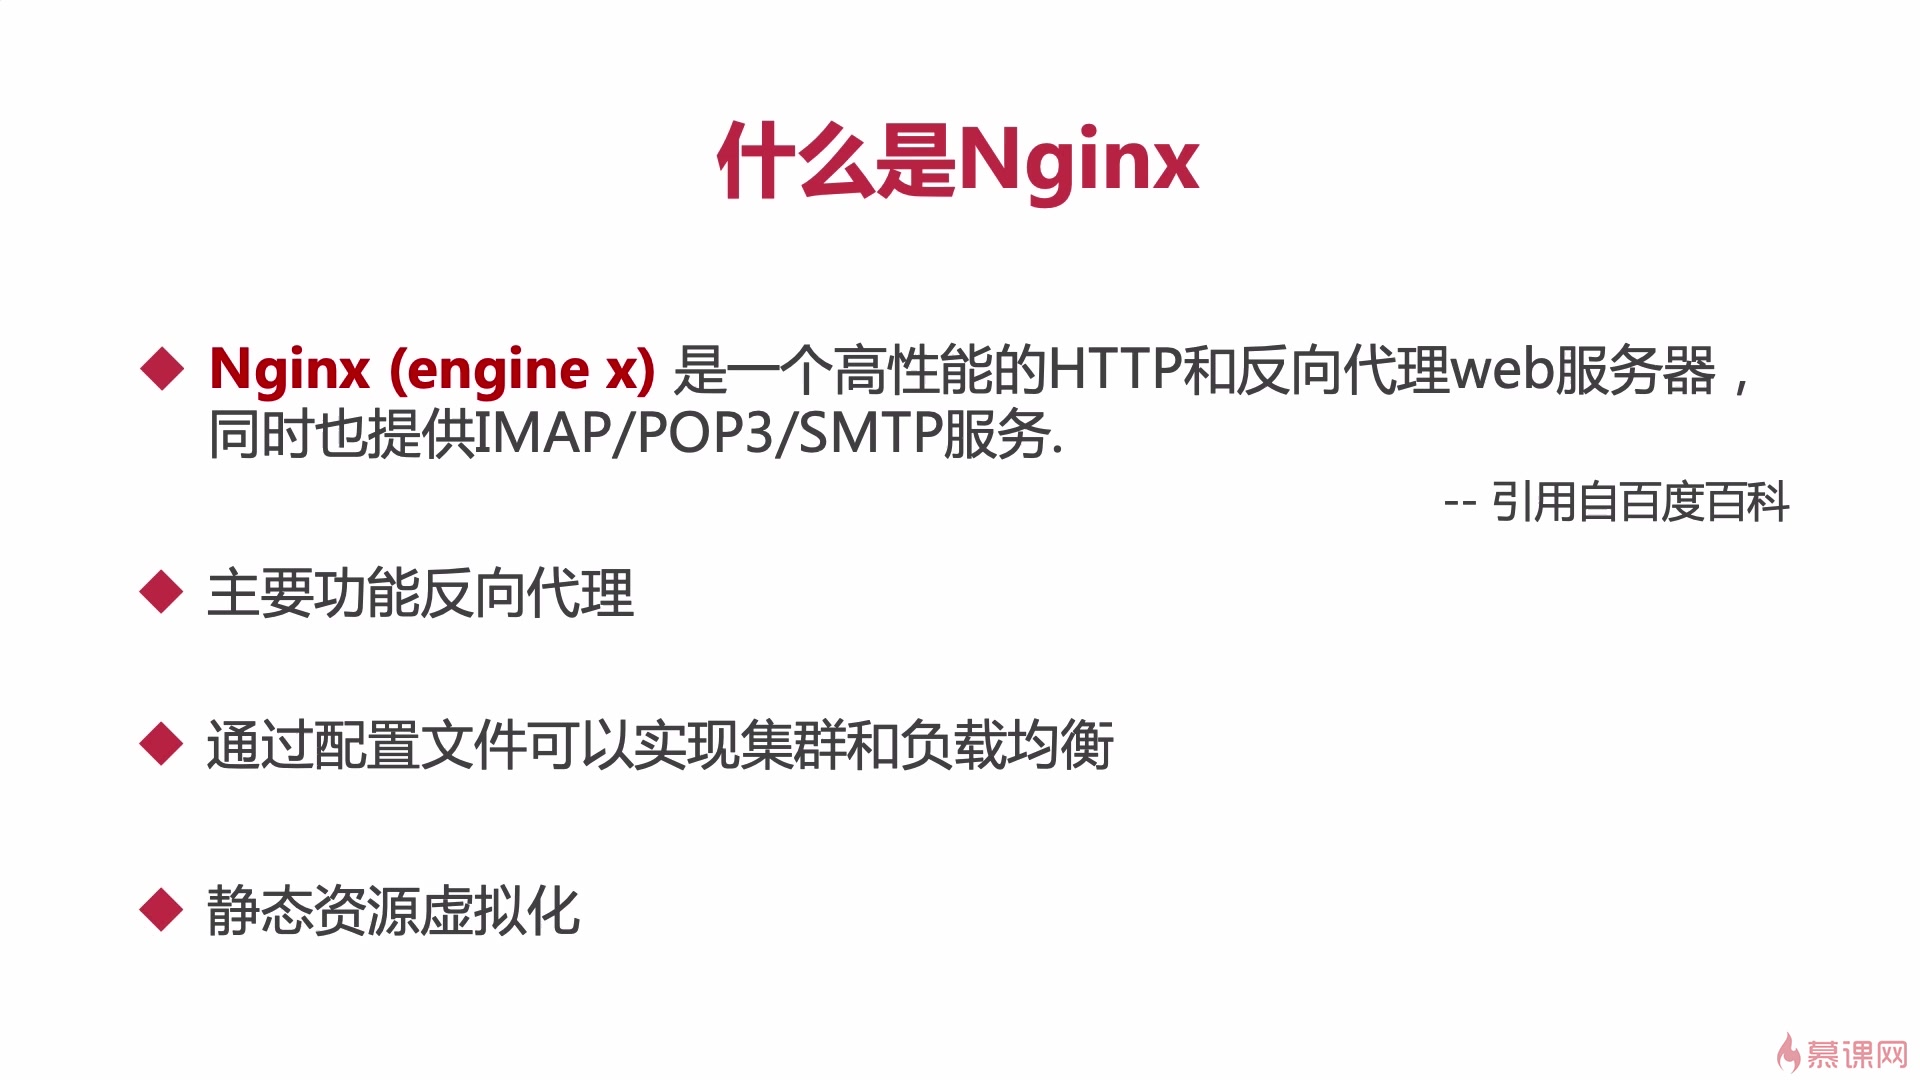 什么是Nginx
Nginx (engine x) 是一个高性能的HTTP和反向代理web服务器，
同时也提供IMAP/POP3/SMTP服务.
-- 引用自百度百科
主要功能反向代理
通过配置文件可以实现集群和负载均衡
静态资源虚拟化
慕课网